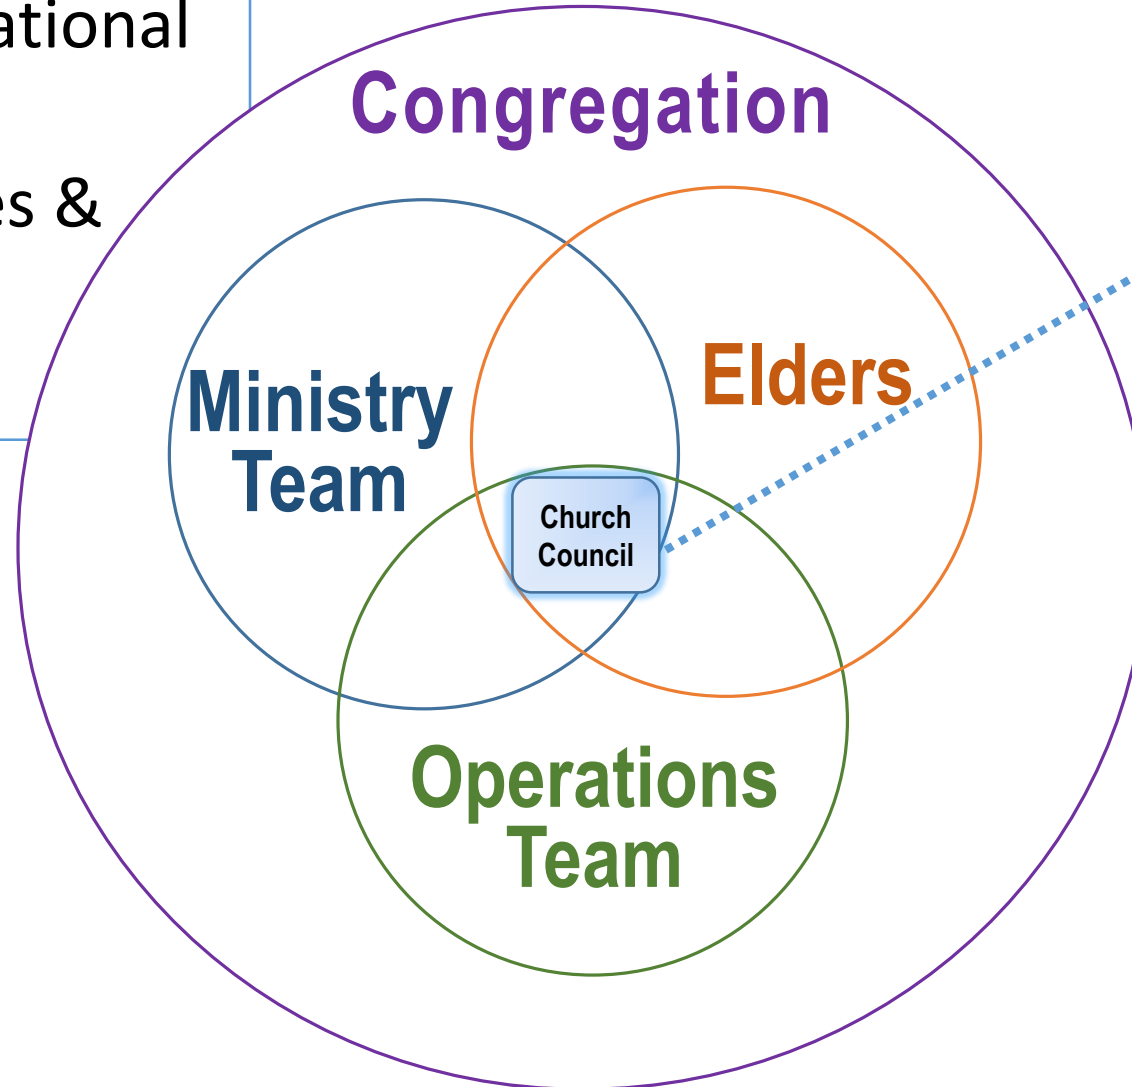 ational
Congregation
es &
Elders
Ministry
Team
Church
Council
Operations
Team